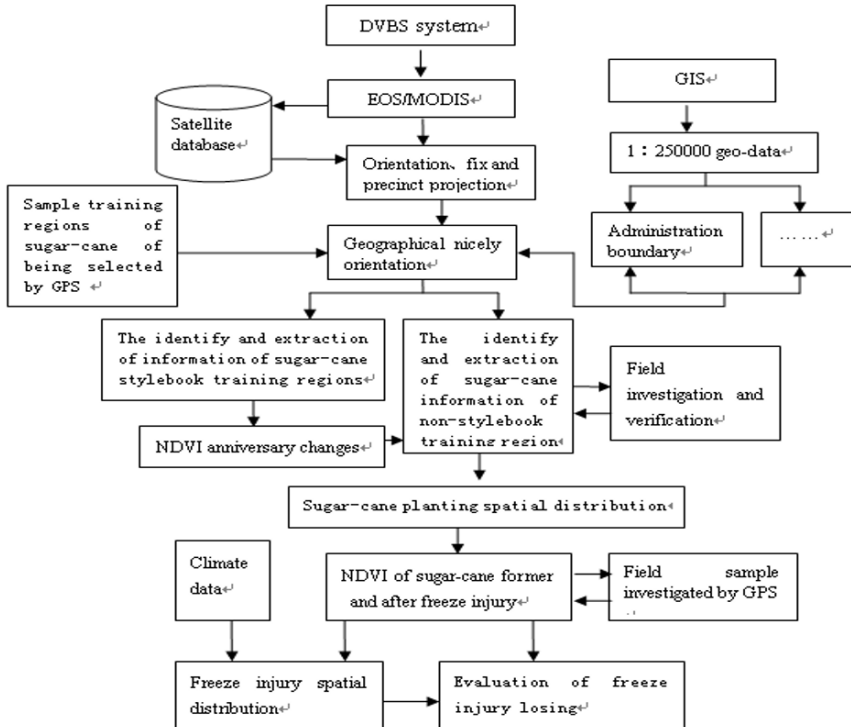 DVBS system↵
EOS/MODIS↵
GIS↵
Satellite
database↵
1：250000 geo-data↵
Orientation、fix and
precinct projection↵
Sample training
regions of
sugar-cane of
being selected
by GPS ↵
Geographical nicely
orientation↵
Administration
boundary↵
... ... ↵
The identify and extraction
of information of sugar-cane
stylebook training regions↵
The identify
and extraction
of sugar-cane
information of
non-stylebook
training region↵
Field
investigation and
verification↵
NDVI anniversary changes↵
Sugar-cane planting spatial distribution↵
Climate
data↵
NDVI of sugar-cane former
and after freeze injury↵
Field sample
investigated by GPS
↵
Freeze injury spatial
distribution↵
Evaluation of freeze
injury losing↵